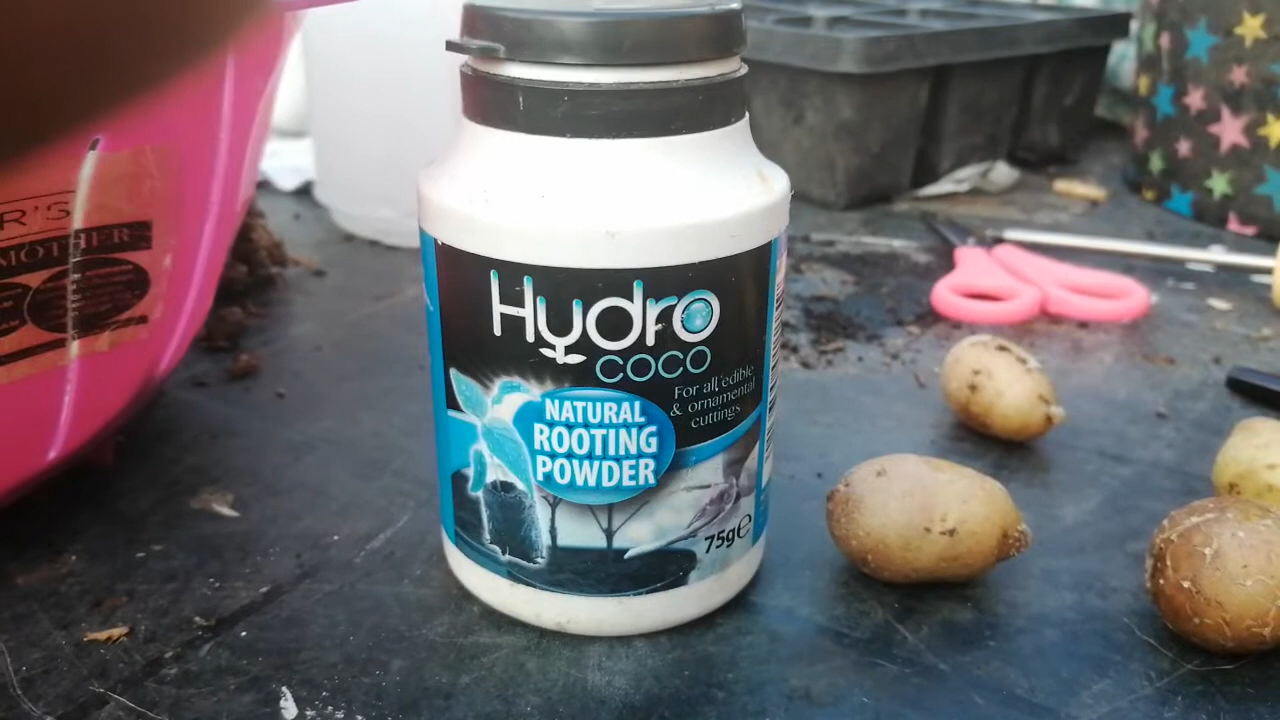 R'S
MOTHER
Hydro
COCO
For all edible
& ornamental
cuttings
NATURAL
ROOTING
POWDER
75g℮